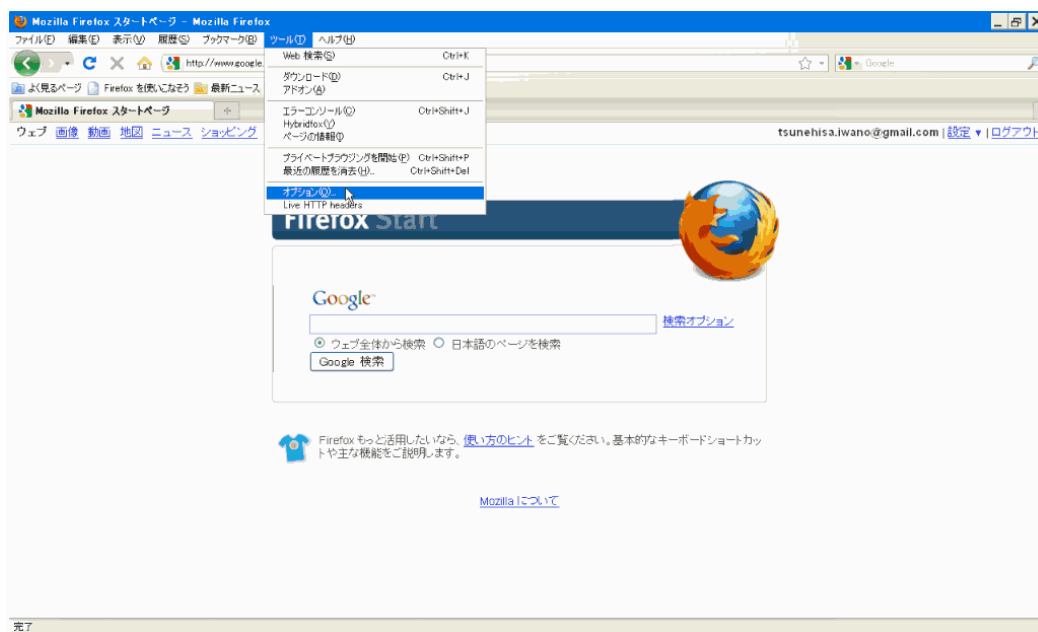 Mozilla Firefox スタートページ - Mozilla Firefox
ファイル(F) 編集(E) 表示(V) 履歴(S) ブックマーク(B) ツール(T) ヘルプ(H)
http://www.google. Google
よく見るページ Firefox を使いこなそう 最新ニュース
Mozilla Firefox スタートページ
ウェブ 画像 動画 地図 ニュース ショッピング tsunehisa.iwano@gmail.com | 設定 ▼ | ログアウト
Web 検索(S) Ctrl+K
ダウンロード(D) Ctrl+J
アドオン(A)
エラーコンソール(C) Ctrl+Shift+J
Hybridfox(Y)
ページの情報(I)
プライベートブラウジングを開始(P) Ctrl+Shift+P
最近の履歴を消去(H)... Ctrl+Shift+Del
オプション(O)...
Live HTTP headers
Firefox Start
Google
検索オプション
ウェブ全体から検索 日本語のページを検索
Google 検索
Firefox もっと活用したいなら、使い方のヒント をご覧ください。基本的なキーボードショートカッ
トや主な機能をご説明します。
Mozilla について
完了